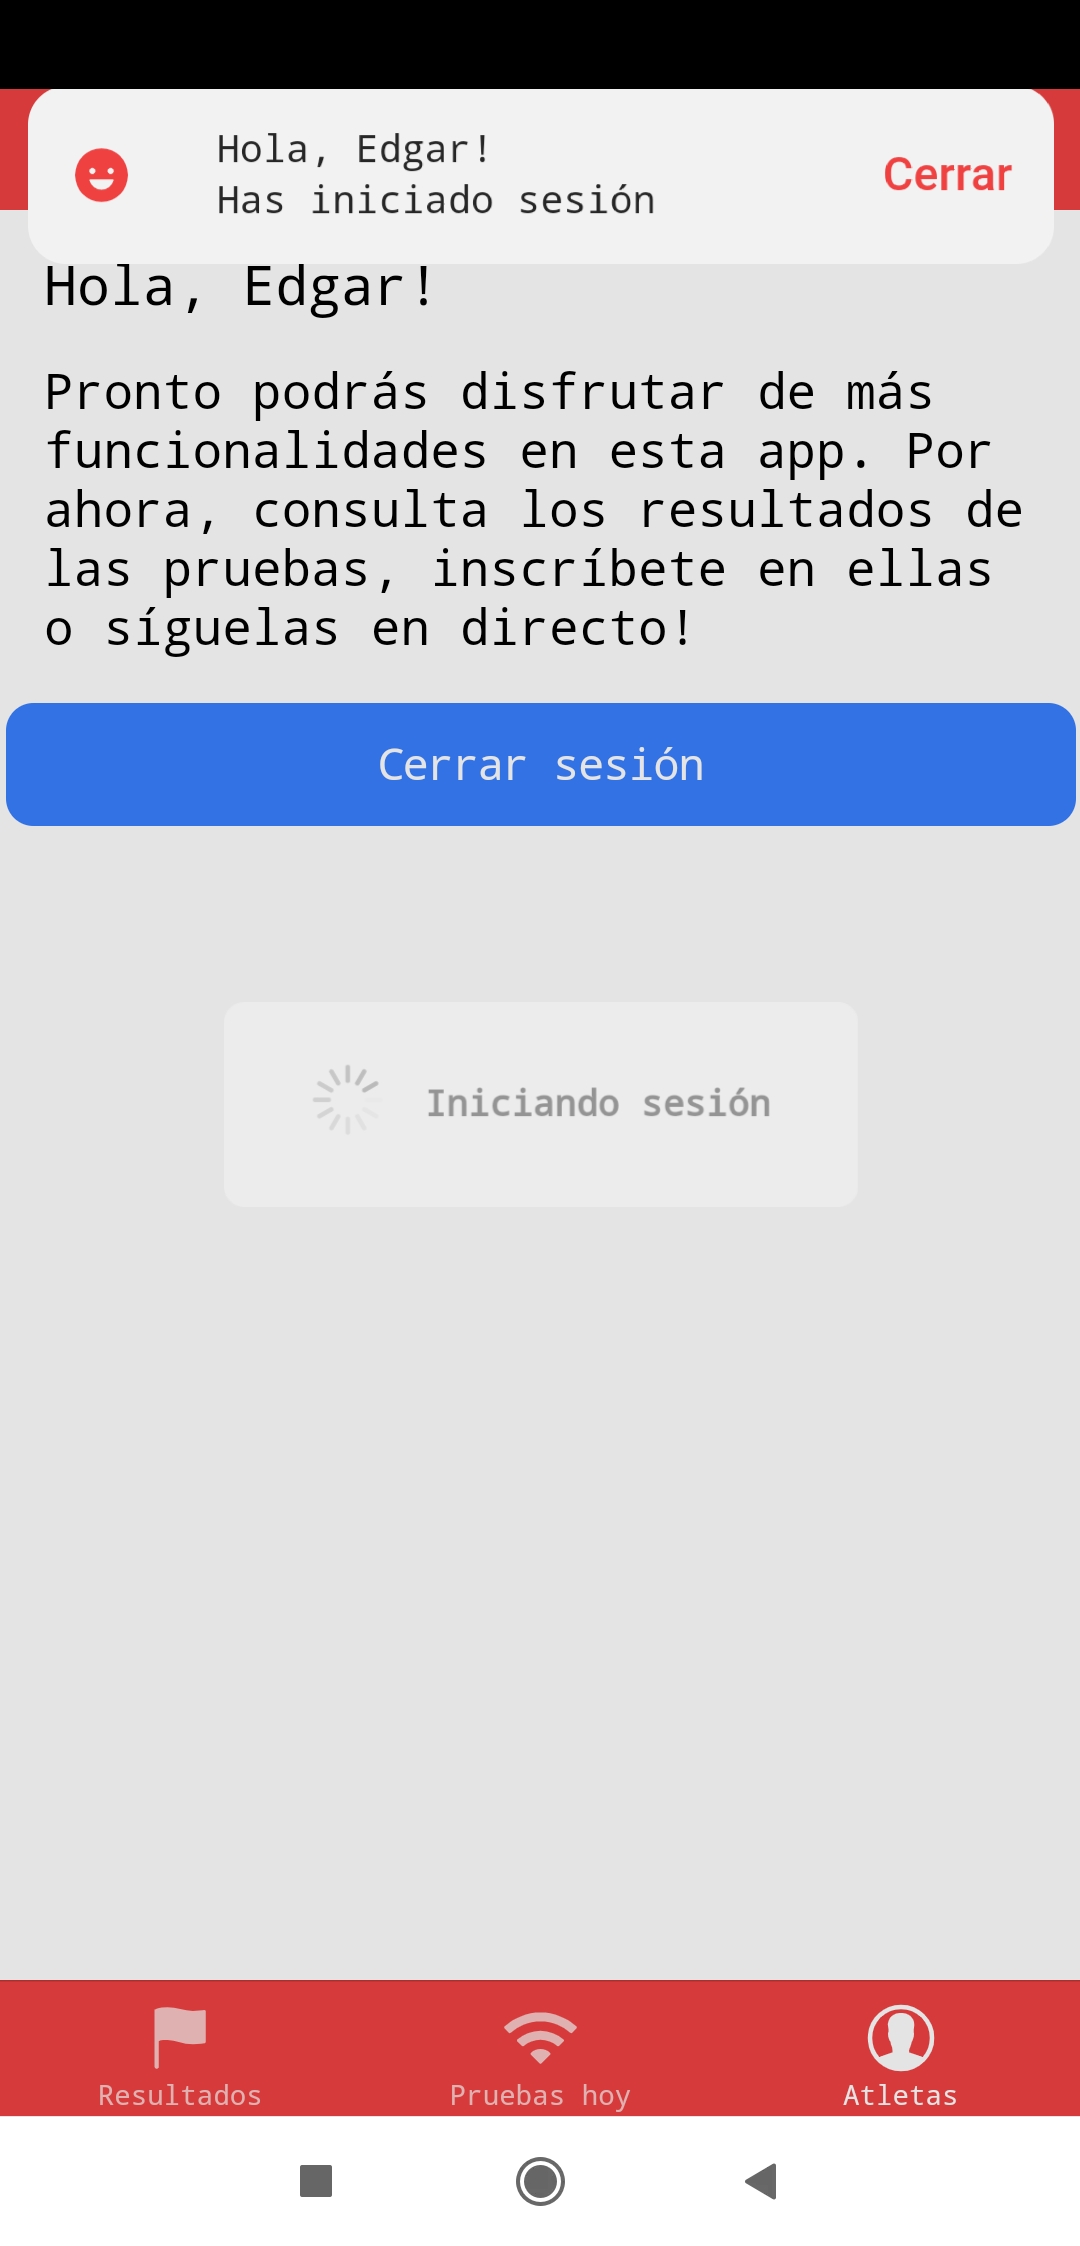 Hola, Edgar!
Has iniciado sesión
Cerrar
Hola, Edgar!
Pronto podrás disfrutar de más
funcionalidades en esta app. Por
ahora, consulta los resultados de
las pruebas, inscríbete en ellas
o síguelas en directo!
Cerrar sesión
Iniciando sesión
Resultados
Pruebas hoy
Atletas